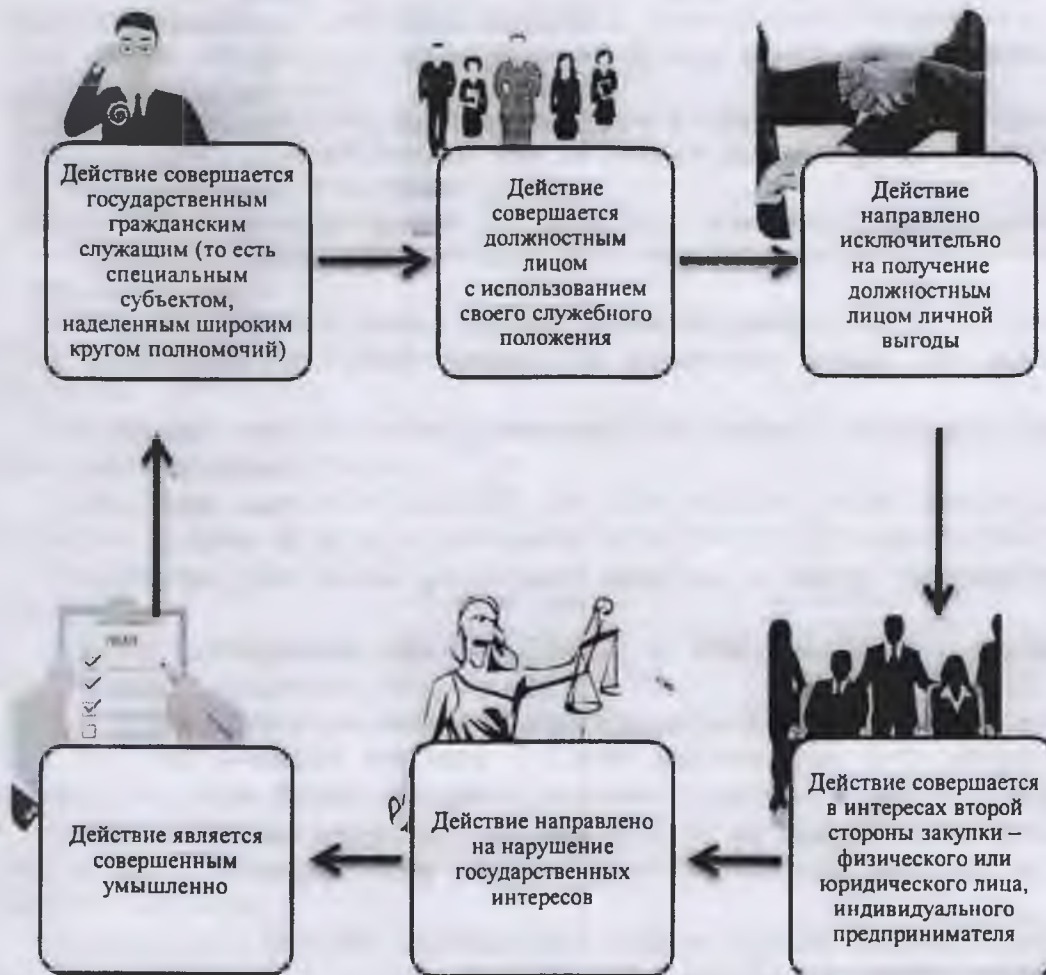 Действие совершается
государственным
гражданским
служащим (то есть
специальным
субъектом,
наделенным широким
кругом полномочий)
Действие
совершается
должностным
лицом
с использованием
своего служебного
положения
Действие
направлено
исключительно
на получение
должностным
лицом личной
выгоды
Действие является
совершенным
умышленно
Действие направлено
на нарушение
государственных
интересов
Действие совершается
в интересах второй
стороны закупки –
физического или
юридического лица,
индивидуального
предпринимателя